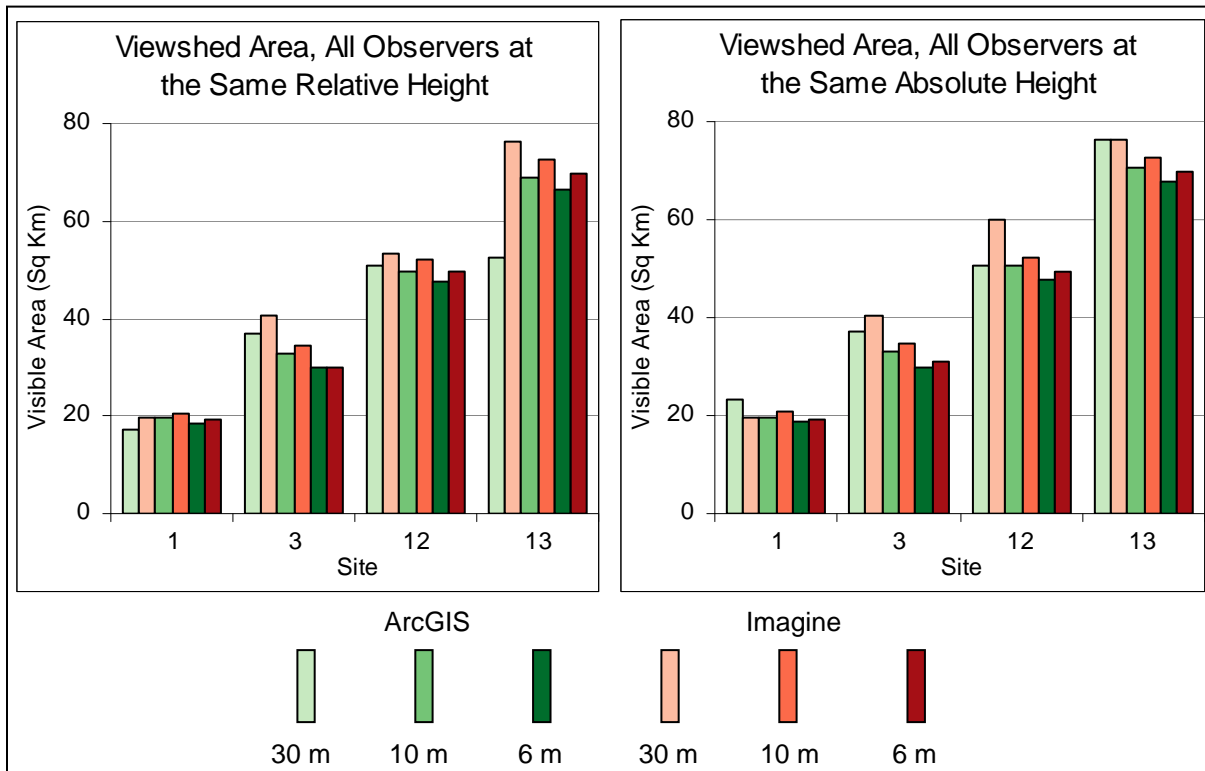 Viewshed Area, All Observers at
the Same Relative Height
80
60
40
20
0
Visible Area (Sq Km)
1 3 12 13
Site
Viewshed Area, All Observers at
the Same Absolute Height
80
60
40
20
0
Visible Area (Sq Km)
1 3 12 13
Site
ArcGIS Imagine
30 m 10 m 6 m 30 m 10 m 6 m